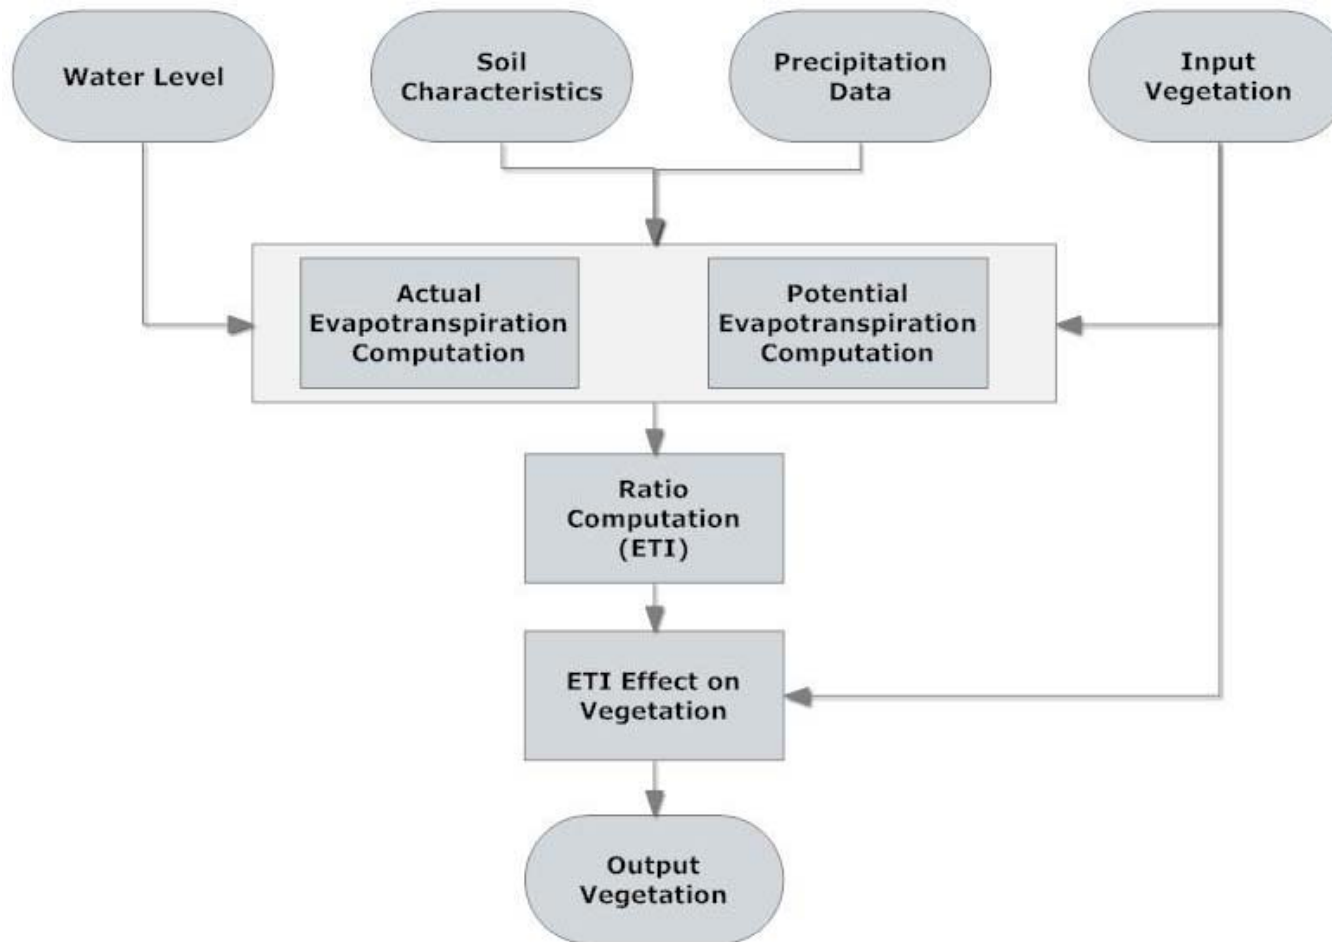 Water Level
Soil
Characteristics
Precipitation
Data
Input
Vegetation
Actual
Evapotranspiration
Computation
Potential
Evapotranspiration
Computation
Ratio
Computation
(ETI)
ETI Effect on
Vegetation
Output
Vegetation